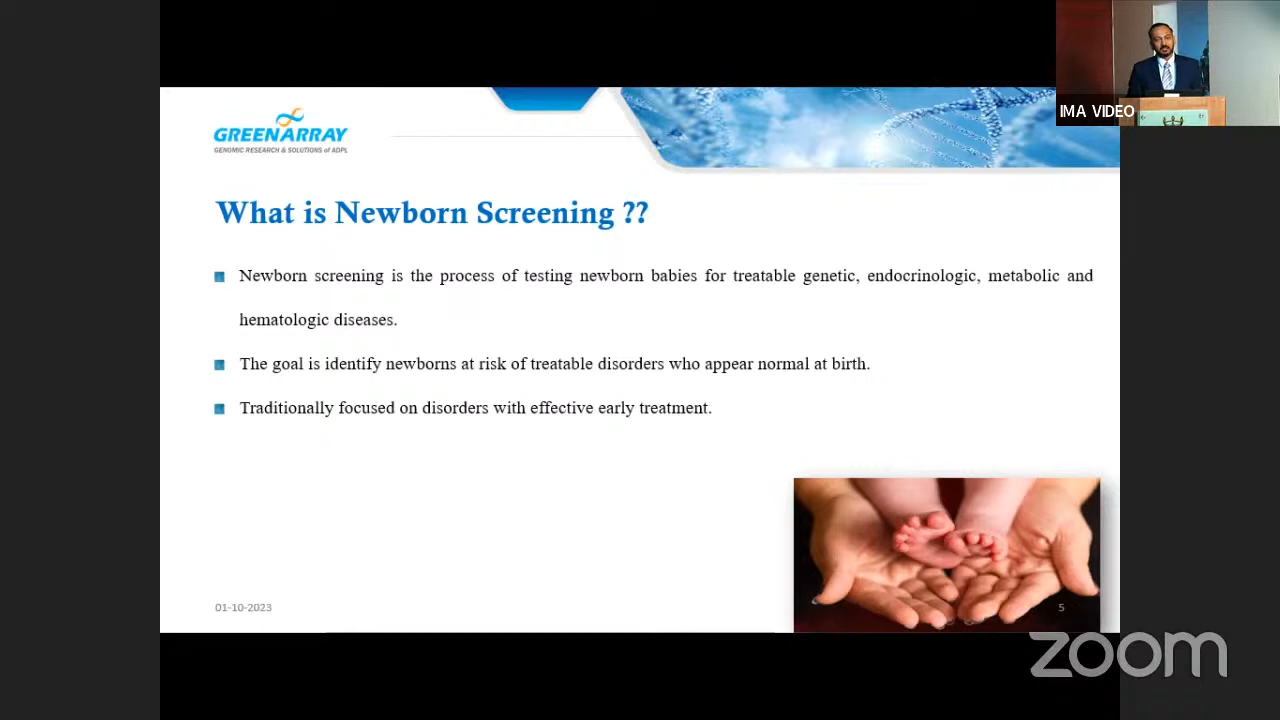 IMA VIDEO
GREENARRAY
GENOMIC RESEARCH & SOLUTIONS of ADPL
What is Newborn Screening ??
Newborn screening is the process of testing newborn babies for treatable genetic, endocrinologic, metabolic and
hematologic diseases.
The goal is identify newborns at risk of treatable disorders who appear normal at birth.
Traditionally focused on disorders with effective early treatment.
01-10-2023
5
zoom